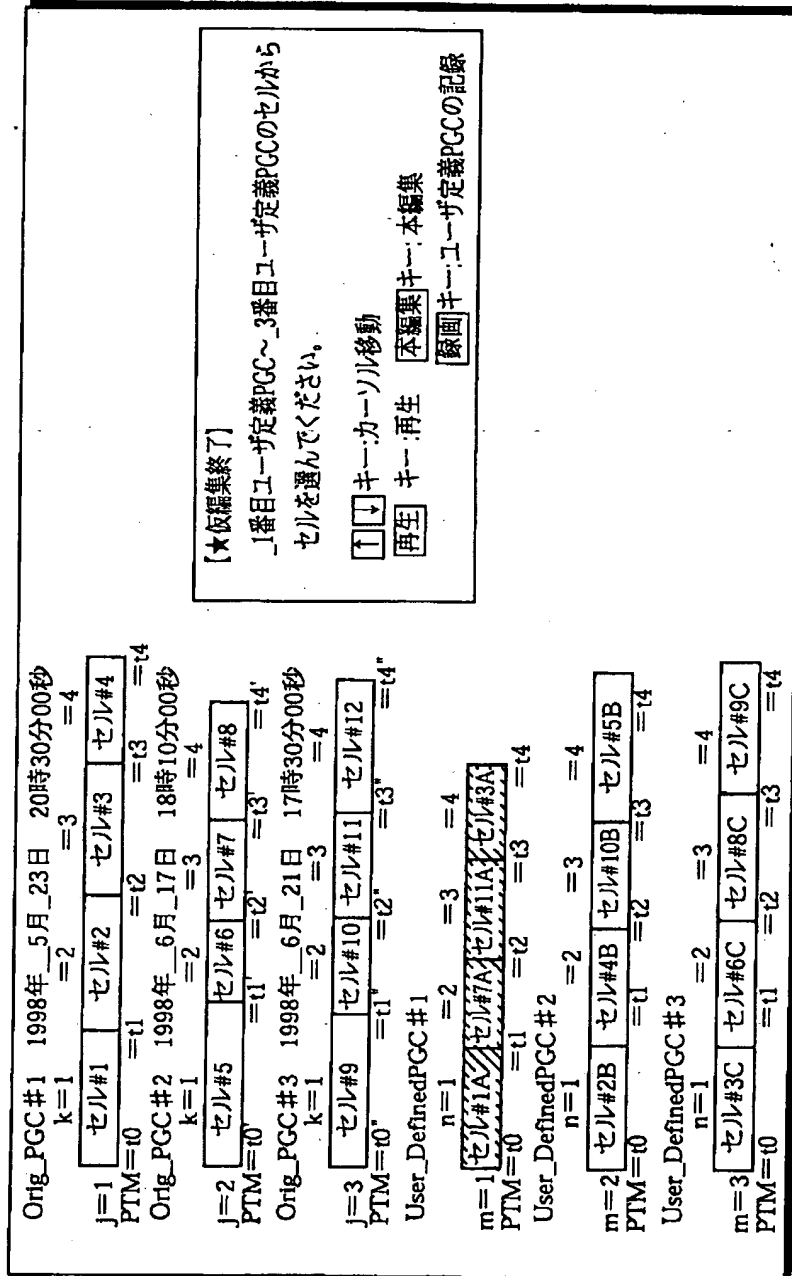 Orig_PGC#1 1998年__5月_23日 20時30分00秒
k=1 =2 =3 =4
j=1 セル#1 セル#2 セル#3 セル#4
PTM=t0 =t1 =t2 =t3 =t4
Orig_PGC#2 1998年__6月_17日 18時10分00秒
k=1 =2 =3 =4
j=2 セル#5 セル#6 セル#7 セル#8
PTM=t0' =t1' =t2' =t3' =t4'
Orig_PGC#3 1998年__6月_21日 17時30分00秒
k=1 =2 =3 =4
j=3 セル#9 セル#10 セル#11 セル#12
PTM=t0" =t1" =t2" =t3" =t4"
User_DefinedPGC#1
n=1 =2 =3 =4
m=1 セル#1A セル#7A セル#11A セル#3A
PTM=t0 =t1 =t2 =t3 =t4
User_DefinedPGC#2
n=1 =2 =3 =4
m=2 セル#2B セル#4B セル#10B セル#5B
PTM=t0 =t1 =t2 =t3 =t4
User_DefinedPGC#3
n=1 =2 =3 =4
m=3 セル#3C セル#6C セル#8C セル#9C
PTM=t0 =t1 =t2 =t3 =t4
【★仮編集終了】
_1番目ユーザ定義PGC~_3番目ユーザ定義PGCのセルから
セルを選んでください。
↑ ↓ キー:カーソル移動
再生 キー:再生 本編集 キー:本編集
録画 キー:ユーザ定義PGCの記録